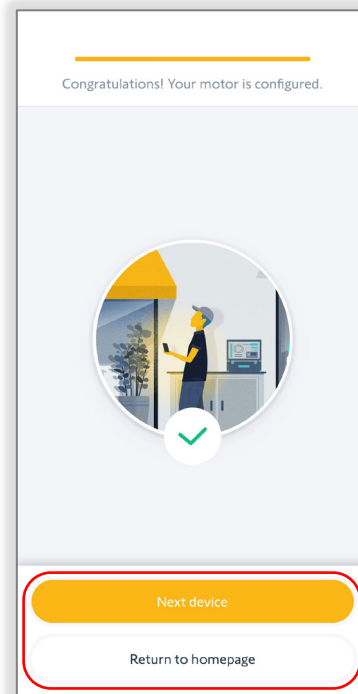 Congratulations! Your motor is configured.
Next device
Return to homepage